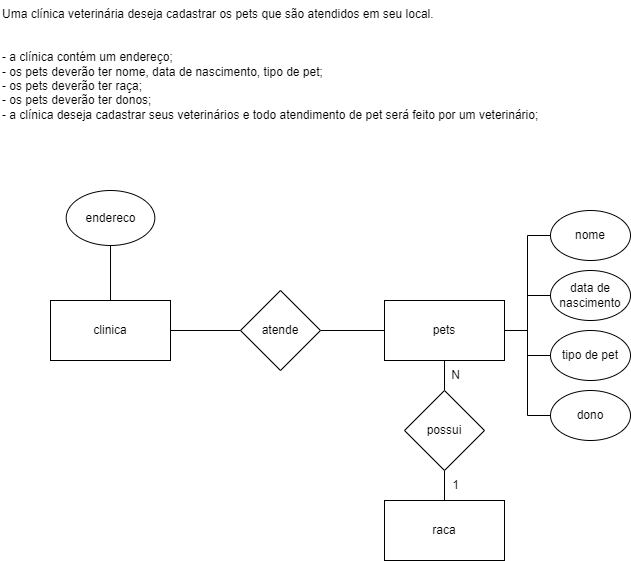 Uma clínica veterinária deseja cadastrar os pets que são atendidos em seu local.
- a clínica contém um endereço;
- os pets deverão ter nome, data de nascimento, tipo de pet;
- os pets deverão ter raça;
- os pets deverão ter donos;
- a clínica deseja cadastrar seus veterinários e todo atendimento de pet será feito por um veterinário;
endereco
nome
data de
nascimento
clinica
atende
pets
tipo de pet
N
dono
possui
1
raca